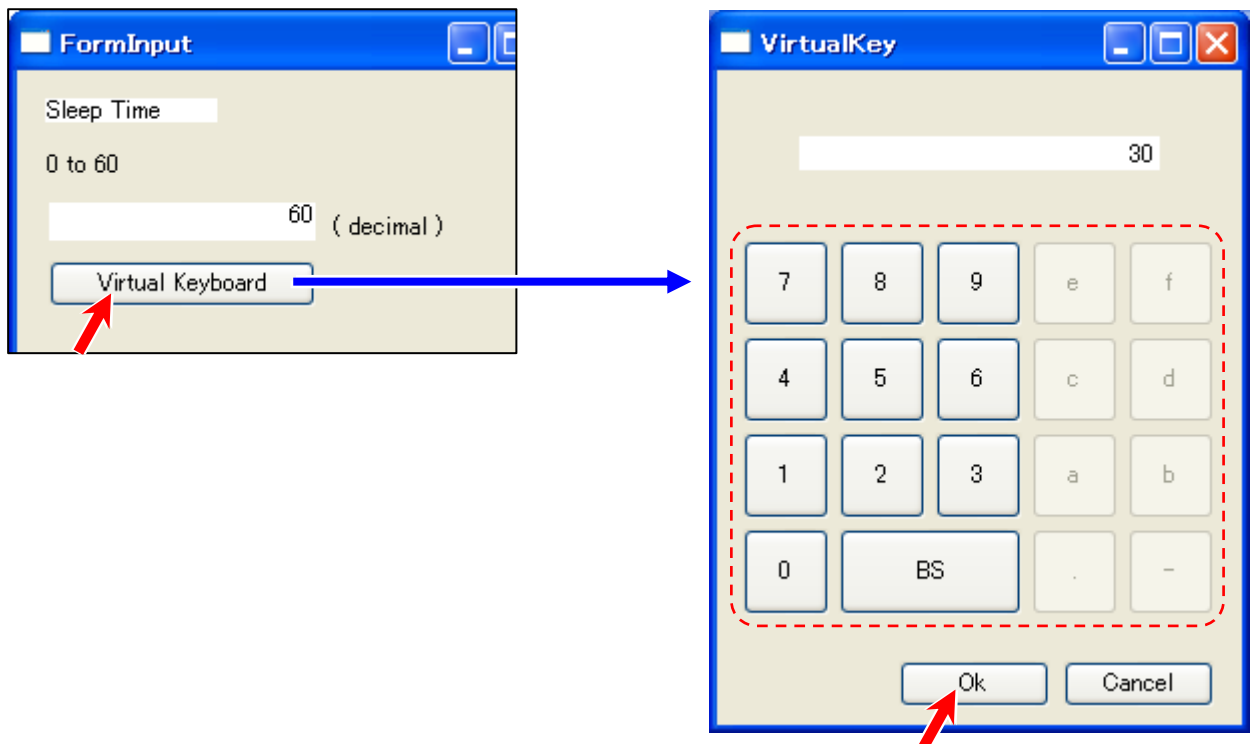 FormInput
Sleep Time
0 to 60
60 ( decimal )
Virtual Keyboard
VirtualKey
30
7 8 9 e f
4 5 6 c d
1 2 3 a b
0 BS . -
Ok Cancel